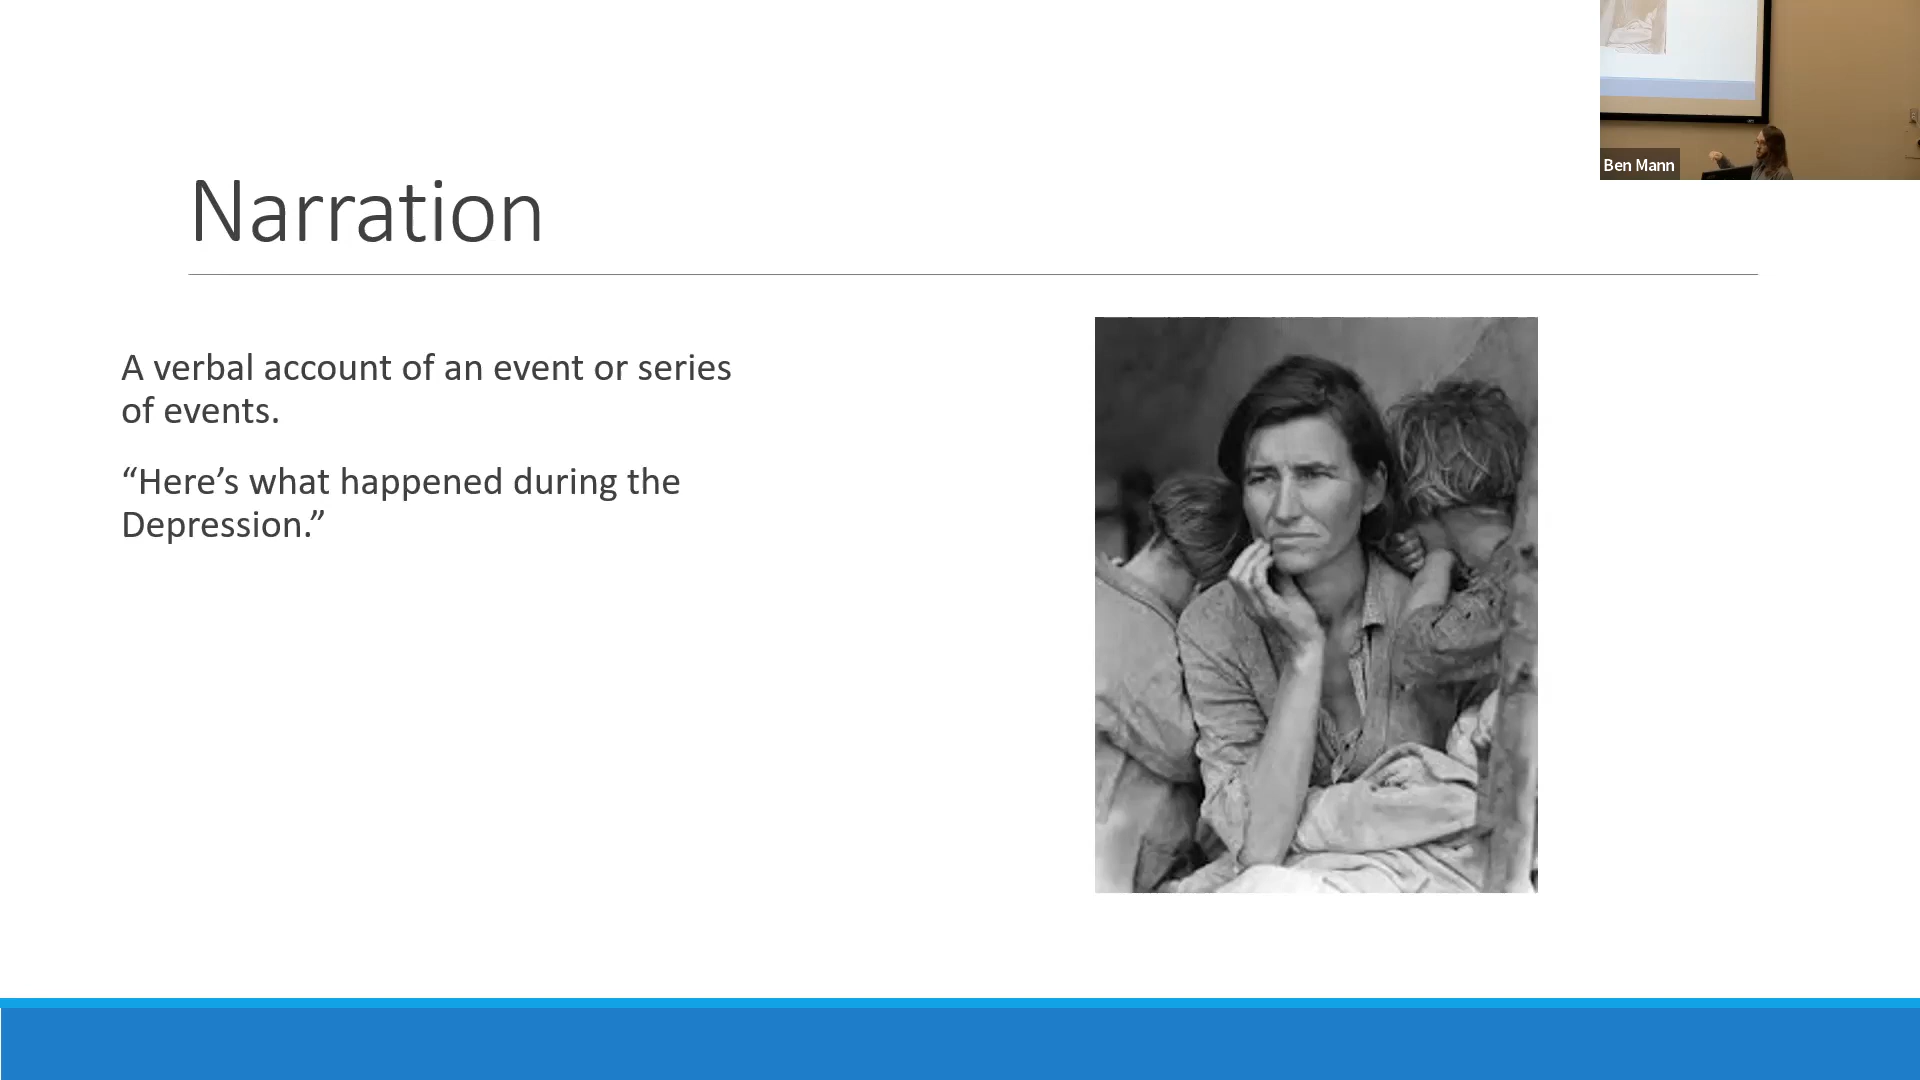 Narration
A verbal account of an event or series
of events.
“Here’s what happened during the
Depression.”
Ben Mann